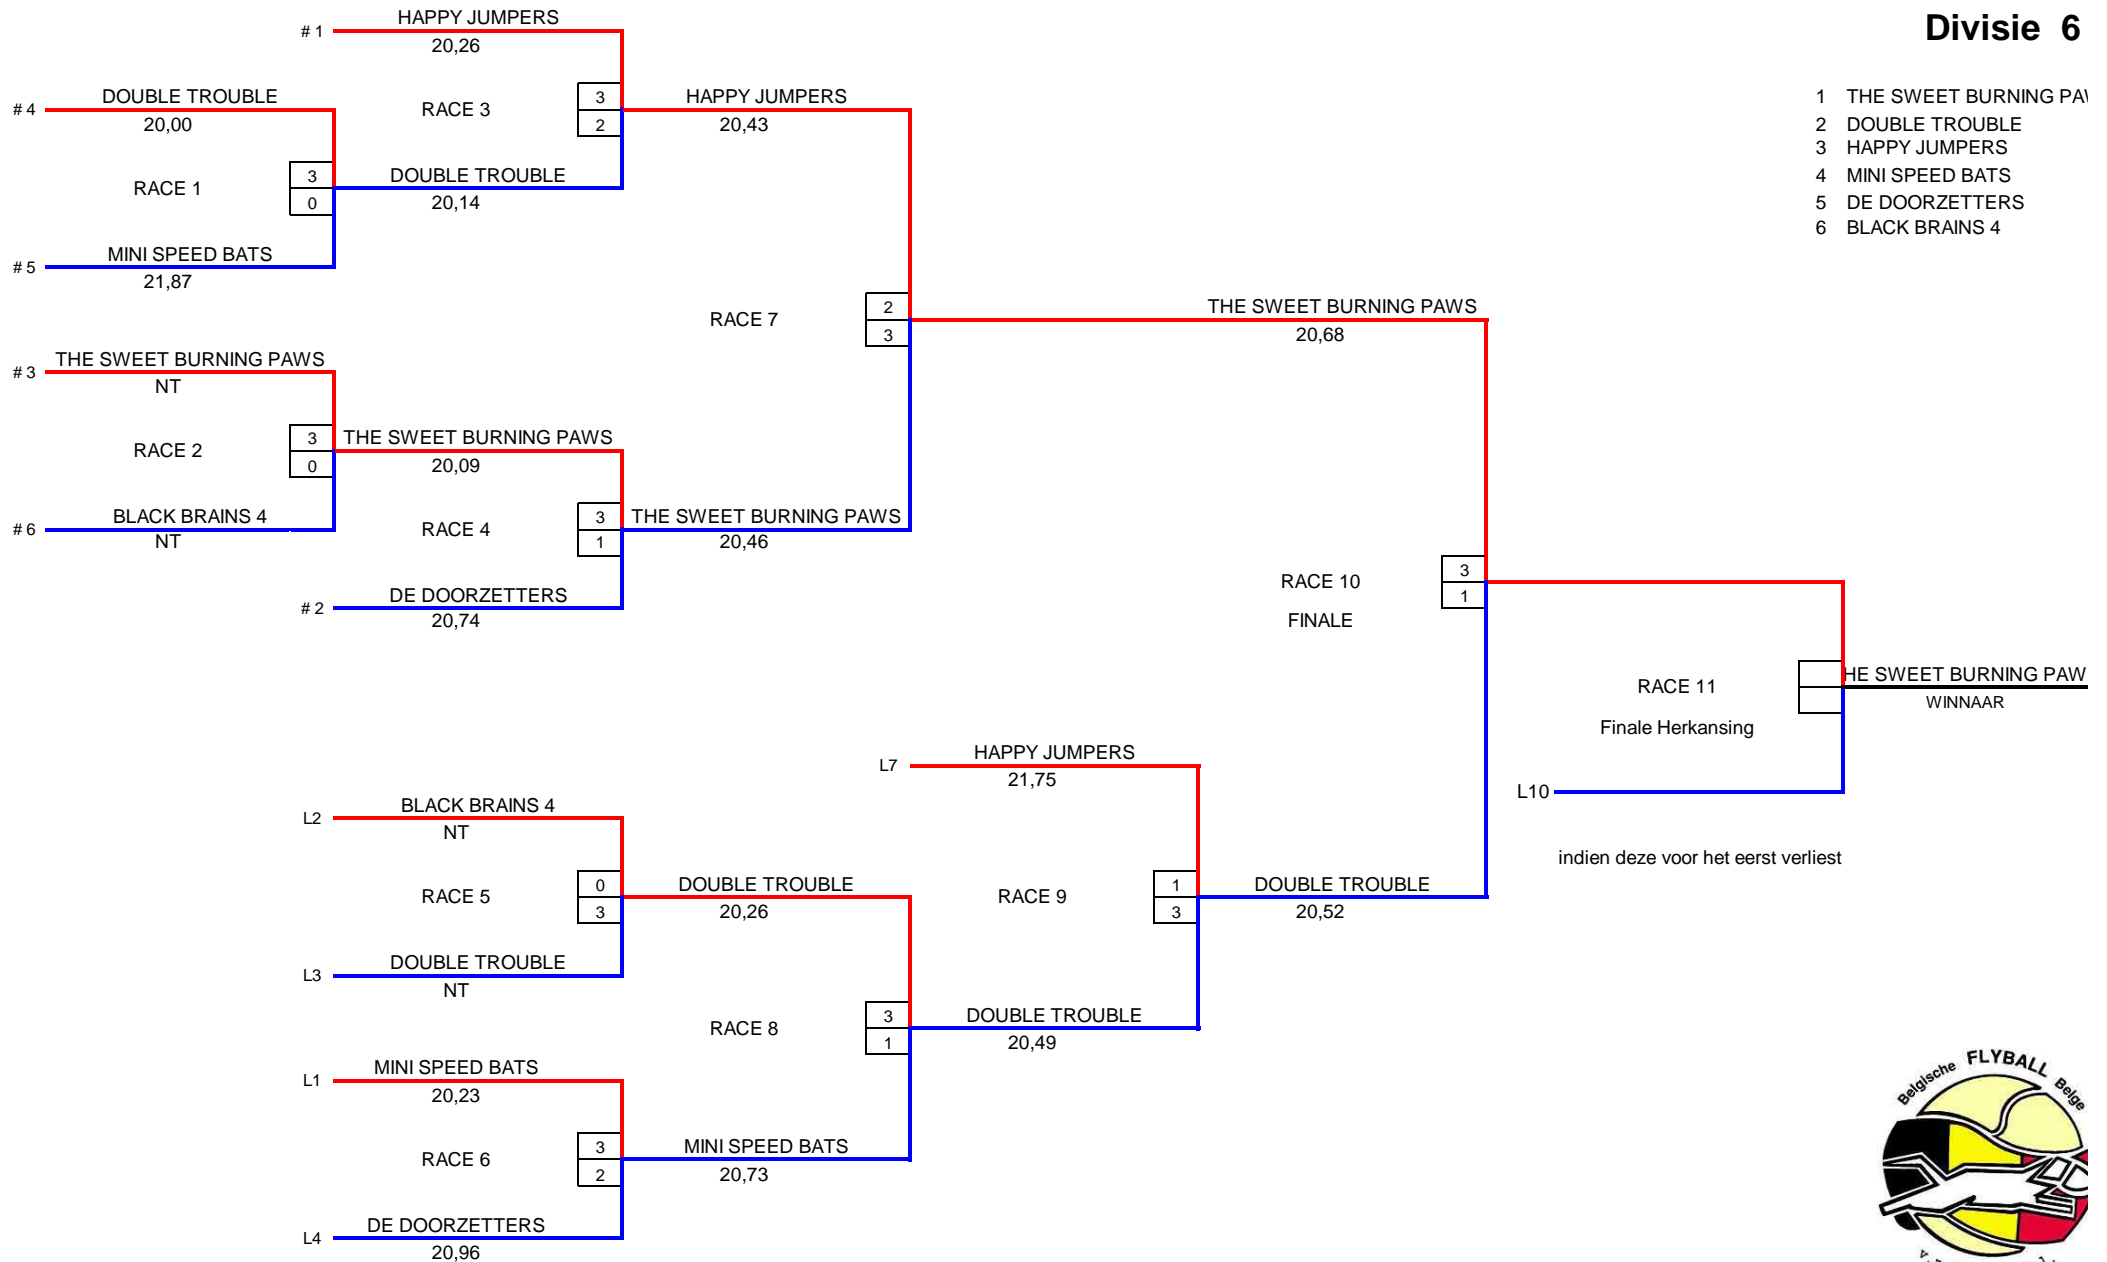 Divisie 6
1 THE SWEET BURNING PA
2 DOUBLE TROUBLE
3 HAPPY JUMPERS
4 MINI SPEED BATS
5 DE DOORZETTERS
6 BLACK BRAINS 4
# 1 HAPPY JUMPERS
20,26
# 4 DOUBLE TROUBLE
20,00
RACE 3
3
2
HAPPY JUMPERS
20,43
RACE 1
3
0
DOUBLE TROUBLE
20,14
# 5 MINI SPEED BATS
21,87
RACE 7
2
3
THE SWEET BURNING PAWS
20,68
# 3 THE SWEET BURNING PAWS
NT
RACE 2
3
0
THE SWEET BURNING PAWS
20,09
# 6 BLACK BRAINS 4
NT
RACE 4
3
1
THE SWEET BURNING PAWS
20,46
# 2 DE DOORZETTERS
20,74
RACE 10
FINALE
3
1
RACE 11
Finale Herkansing
HE SWEET BURNING PAW
WINNAAR
L7 HAPPY JUMPERS
21,75
L10
indien deze voor het eerst verliest
L2 BLACK BRAINS 4
NT
RACE 5
0
3
DOUBLE TROUBLE
20,26
RACE 9
1
3
DOUBLE TROUBLE
20,52
L3 DOUBLE TROUBLE
NT
RACE 8
3
1
DOUBLE TROUBLE
20,49
L1 MINI SPEED BATS
20,23
RACE 6
3
2
MINI SPEED BATS
20,73
L4 DE DOORZETTERS
20,96
Belgische FLYBALL Belge